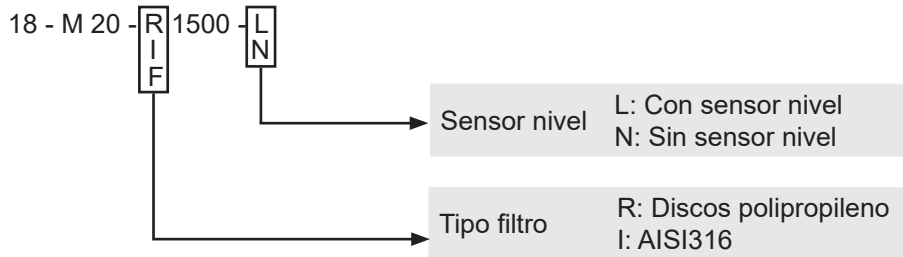 18 - M 20 - R 1500 - L
I N
F
Sensor nivel L: Con sensor nivel
N: Sin sensor nivel
Tipo filtro R: Discos polipropileno
I: AISI316